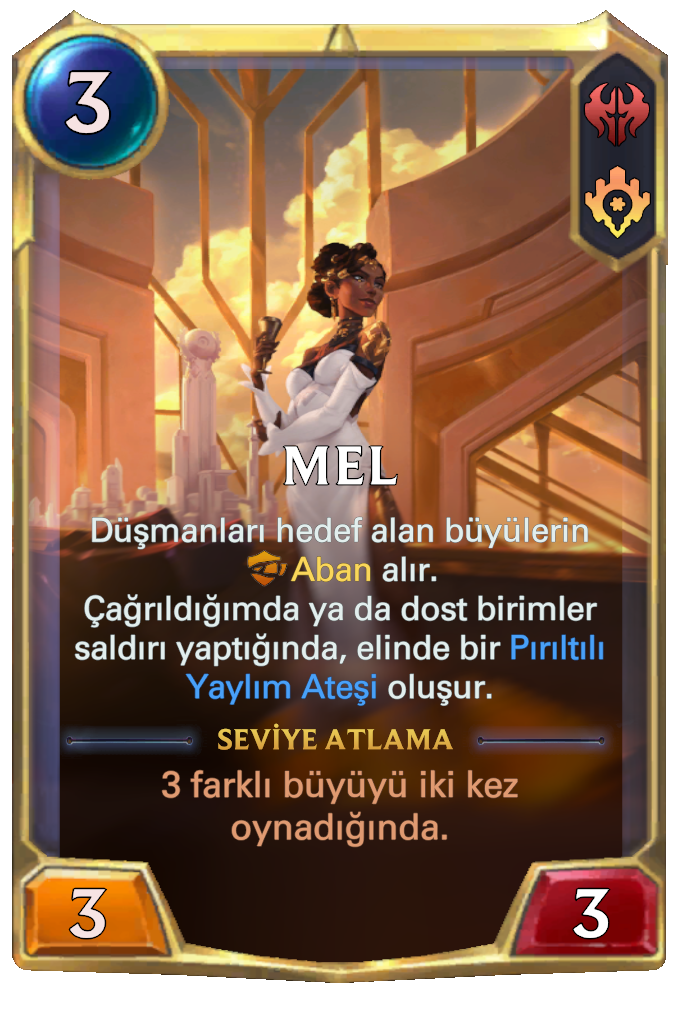 3
MEL
Düşmanları hedef alan büyülerin
Aban alır.
Çağrıldığımda ya da dost birimler
saldırı yaptığında, elinde bir Pırıltılı
Yaylım Ateşi oluşur.
SEVİYE ATLAMA
3 farklı büyüyü iki kez
oynadığında.
3
3